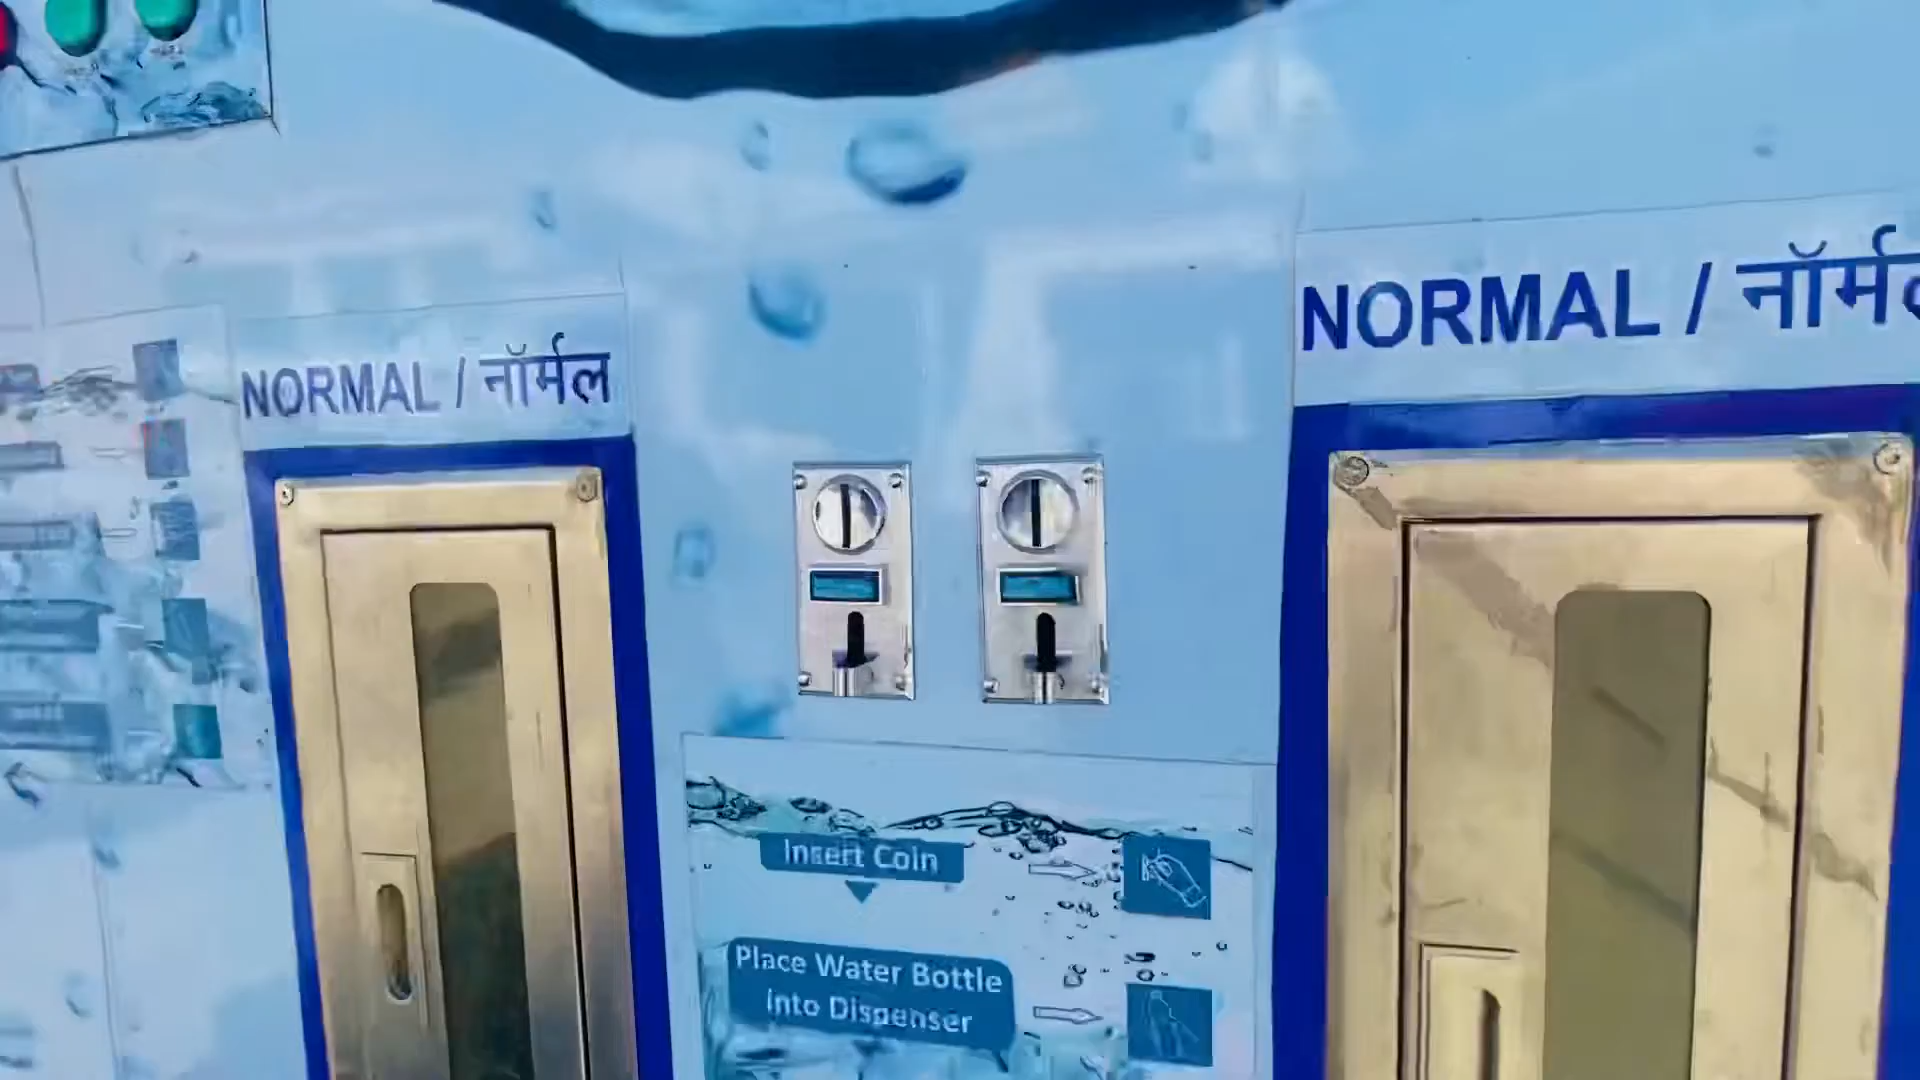 NORMAL / नॉर्मल
NORMAL / नॉर्मल
Insert Coin
Place Water Bottle
into Dispenser